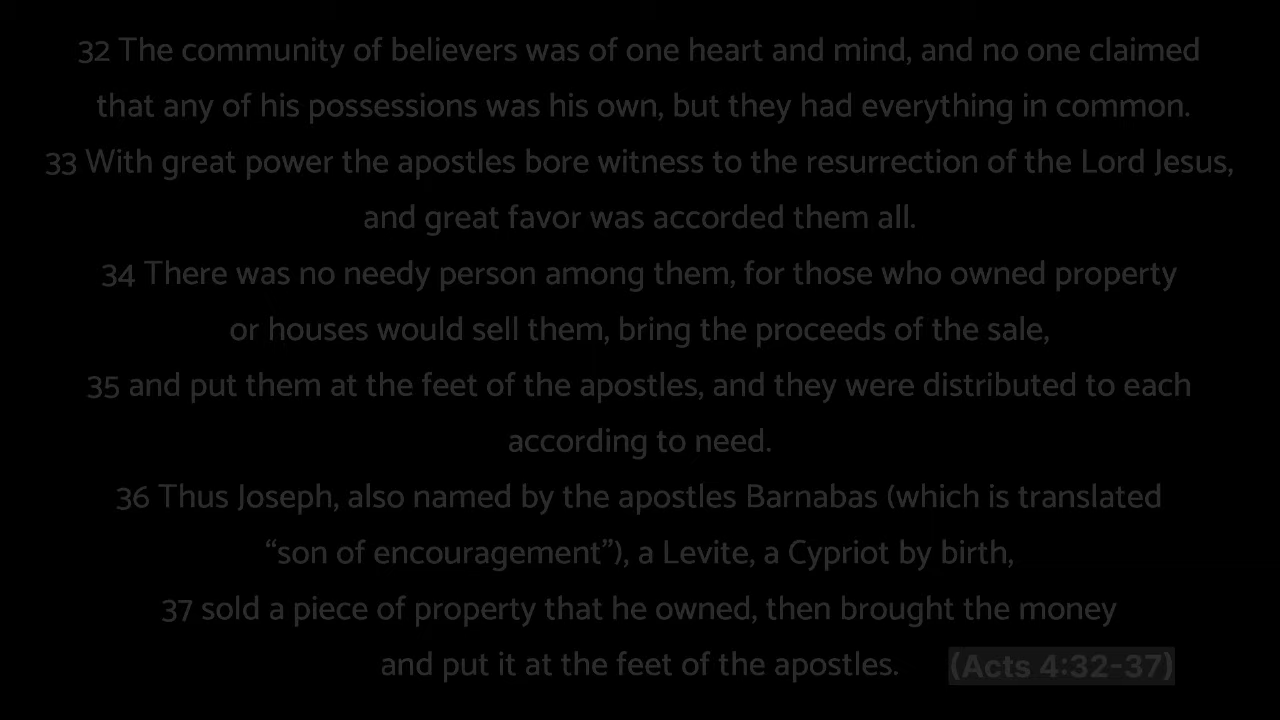 32 The community of believers was of one heart and mind, and no one claimed
that any of his possessions was his own, but they had everything in common.
33 With great power the apostles bore witness to the resurrection of the Lord Jesus,
and great favor was accorded them all.
34 There was no needy person among them, for those who owned property
or houses would sell them, bring the proceeds of the sale,
35 and put them at the feet of the apostles, and they were distributed to each
according to need.
36 Thus Joseph, also named by the apostles Barnabas (which is translated
“son of encouragement”), a Levite, a Cypriot by birth,
37 sold a piece of property that he owned, then brought the money
and put it at the feet of the apostles. (Acts 4:32-37)